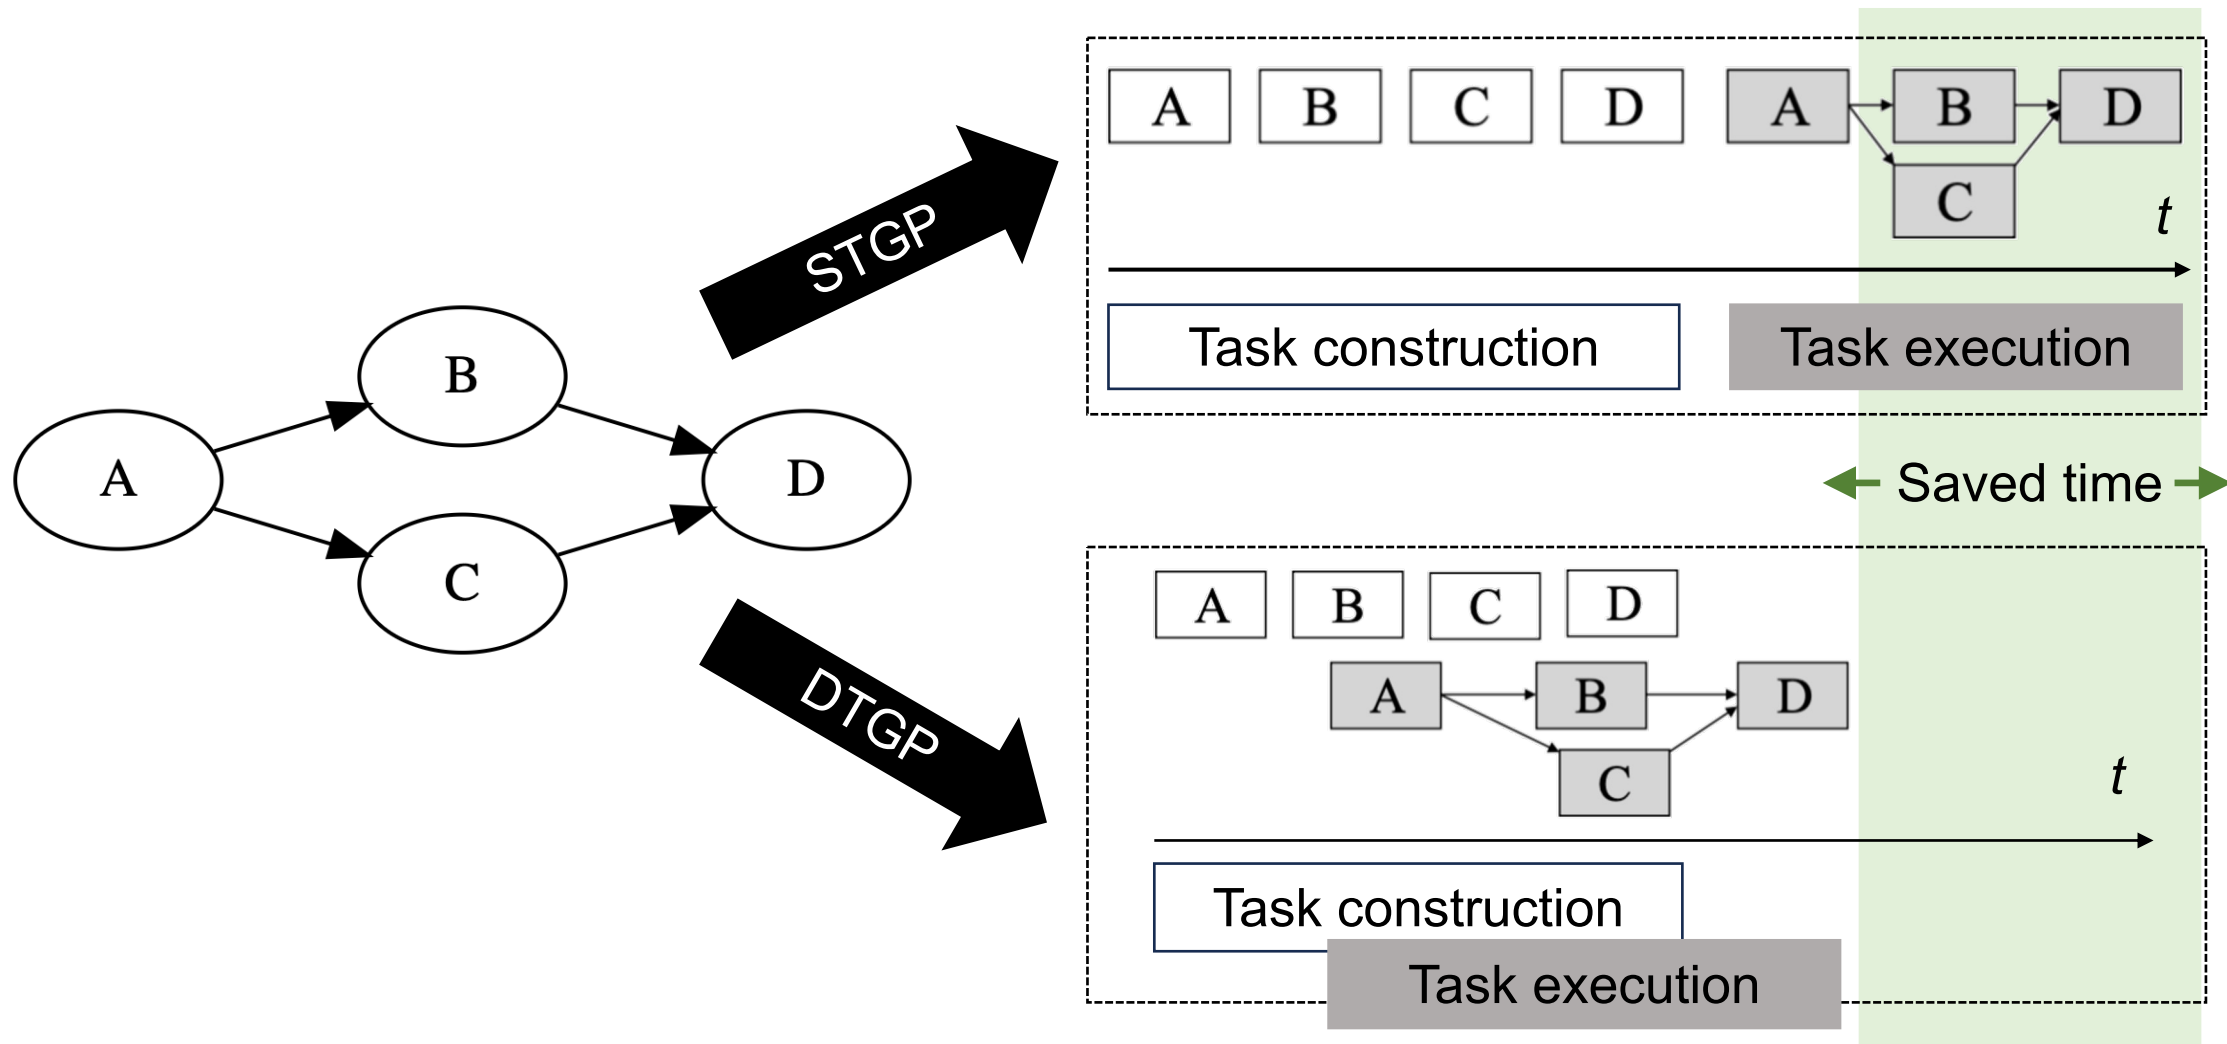 A
B
C
D
STGP
DTGP
A B C D A B D
C
t
Task construction Task execution
Saved time
A B C D
A B D
C
t
Task construction
Task execution